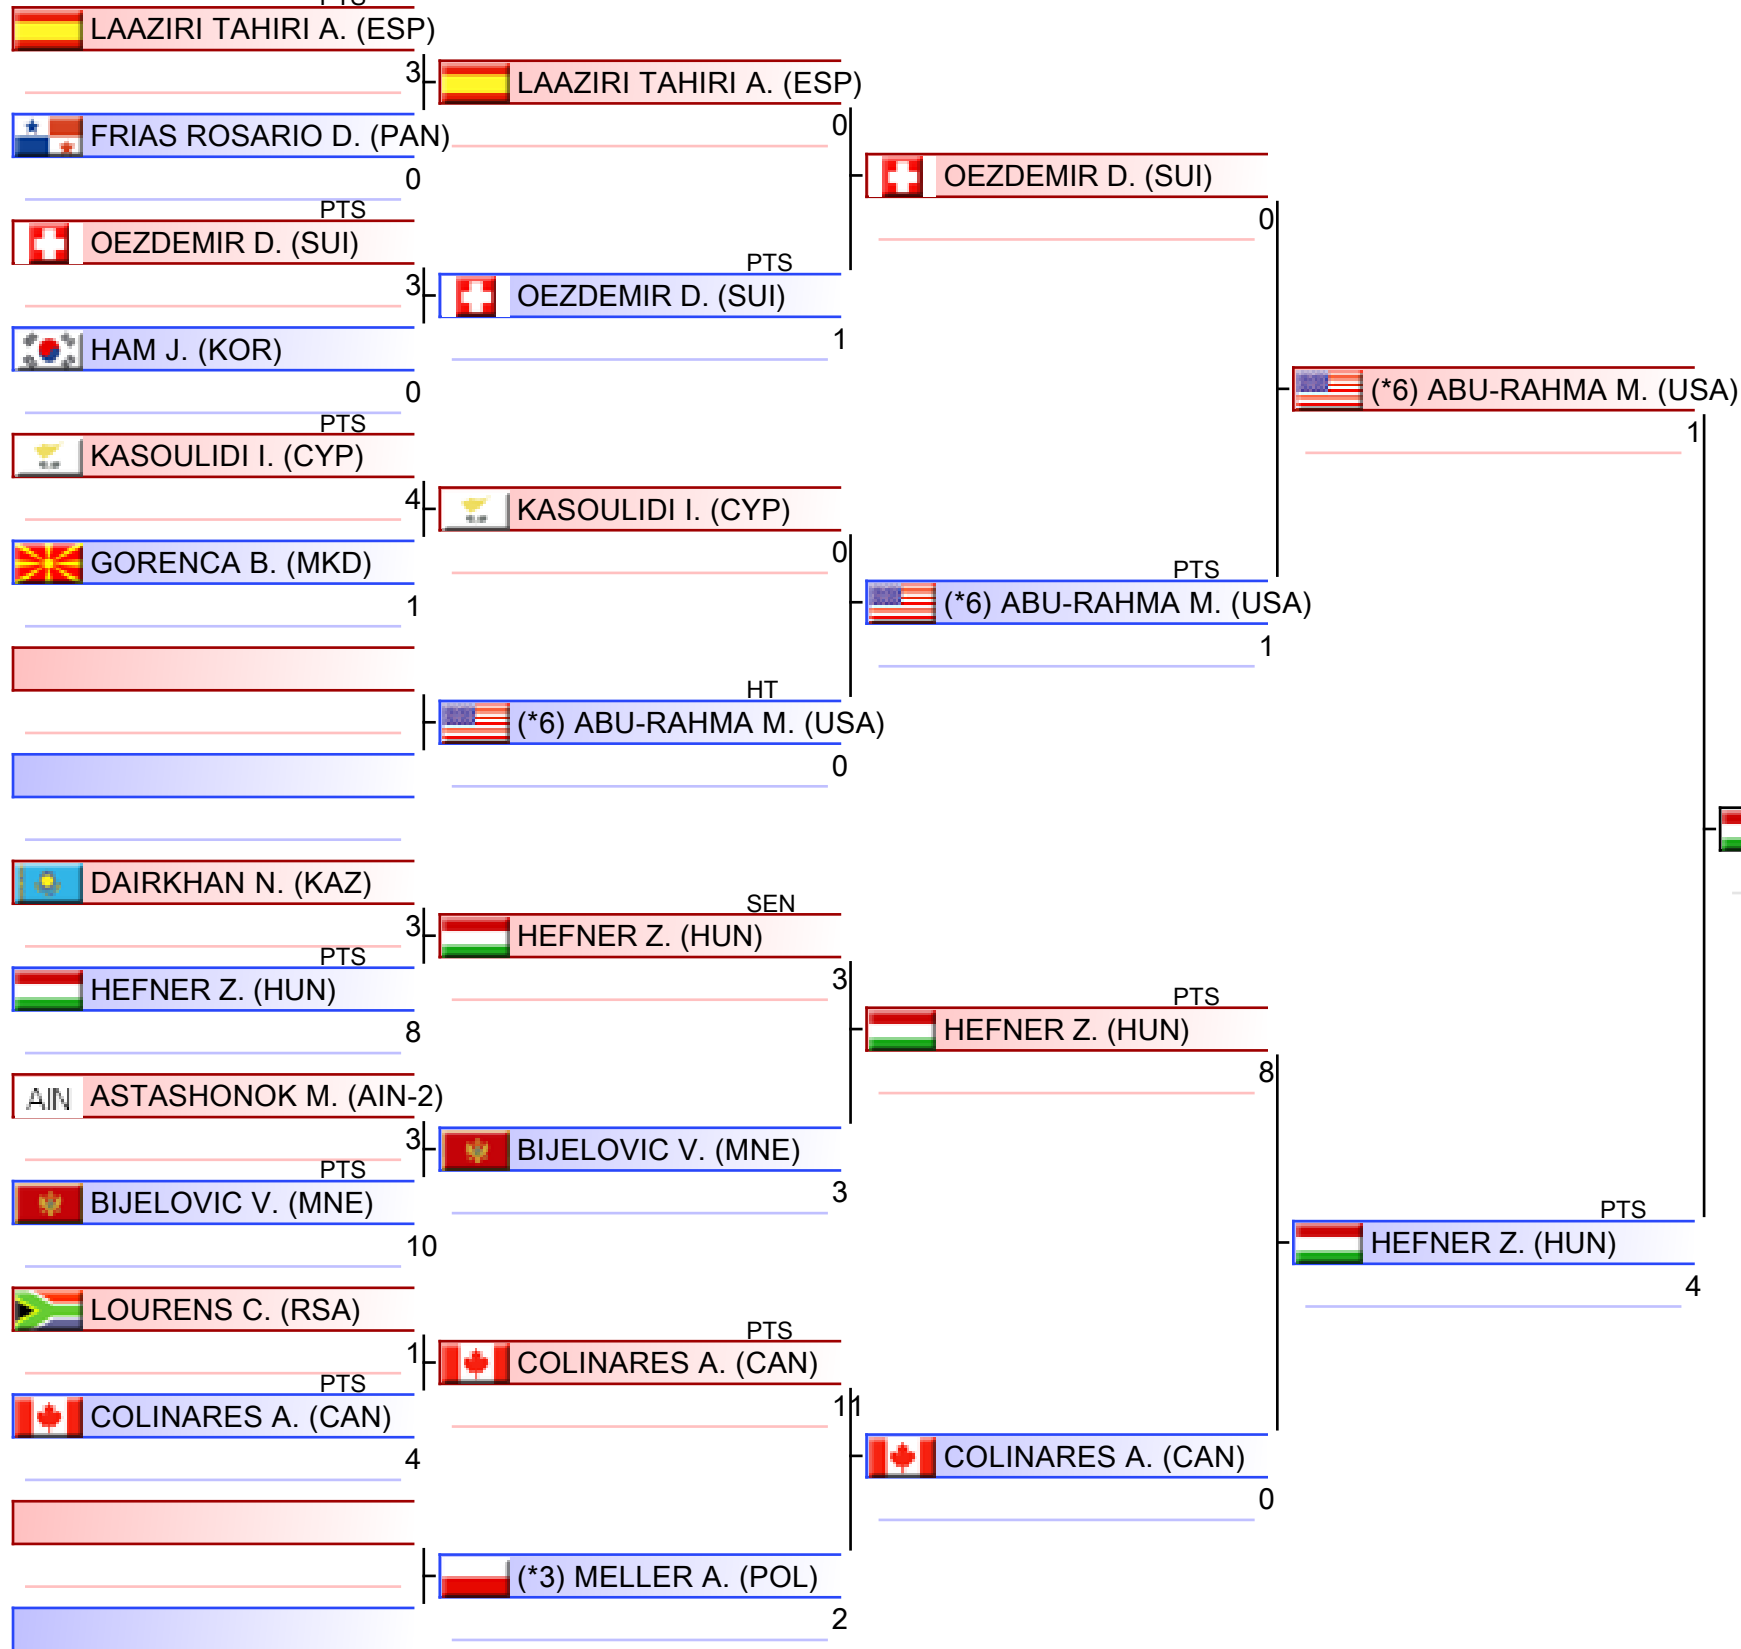 PTS
LAAZIRI TAHIRI A. (ESP)
3
FRIAS ROSARIO D. (PAN)
0
PTS
OEZDEMIR D. (SUI)
3
HAM J. (KOR)
0
PTS
KASOULIDI I. (CYP)
4
GORENCA B. (MKD)
1
DAIRKHAN N. (KAZ)
3
PTS
HEFNER Z. (HUN)
8
AIN ASTASHONOK M. (AIN-2)
3
PTS
BIJELOVIC V. (MNE)
10
LOURENS C. (RSA)
1
PTS
COLINARES A. (CAN)
4
LAAZIRI TAHIRI A. (ESP)
0
PTS
OEZDEMIR D. (SUI)
1
KASOULIDI I. (CYP)
0
HT
(*6) ABU-RAHMA M. (USA)
0
SEN
HEFNER Z. (HUN)
3
BIJELOVIC V. (MNE)
3
PTS
COLINARES A. (CAN)
11
(*3) MELLER A. (POL)
2
OEZDEMIR D. (SUI)
0
PTS
(*6) ABU-RAHMA M. (USA)
1
PTS
HEFNER Z. (HUN)
8
COLINARES A. (CAN)
0
(*6) ABU-RAHMA M. (USA)
1
PTS
HEFNER Z. (HUN)
4